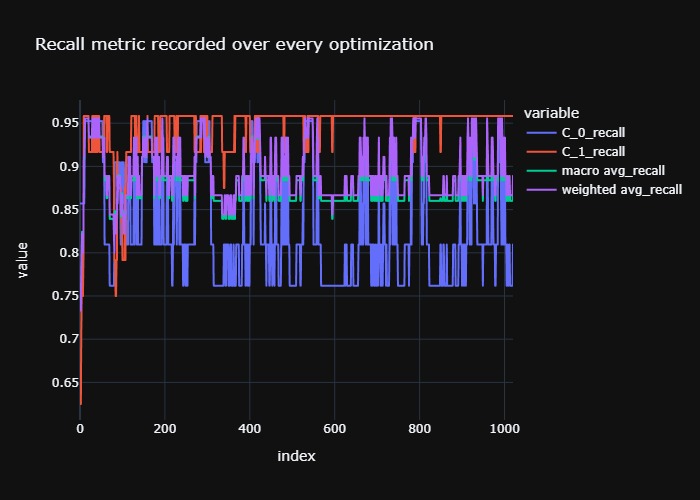 Recall metric recorded over every optimization
variable
C_0_recall
C_1_recall
macro avg_recall
weighted avg_recall
0.95
0.9
0.85
0.8
0.75
0.7
0.65
value
0 200 400 600 800 1000
index